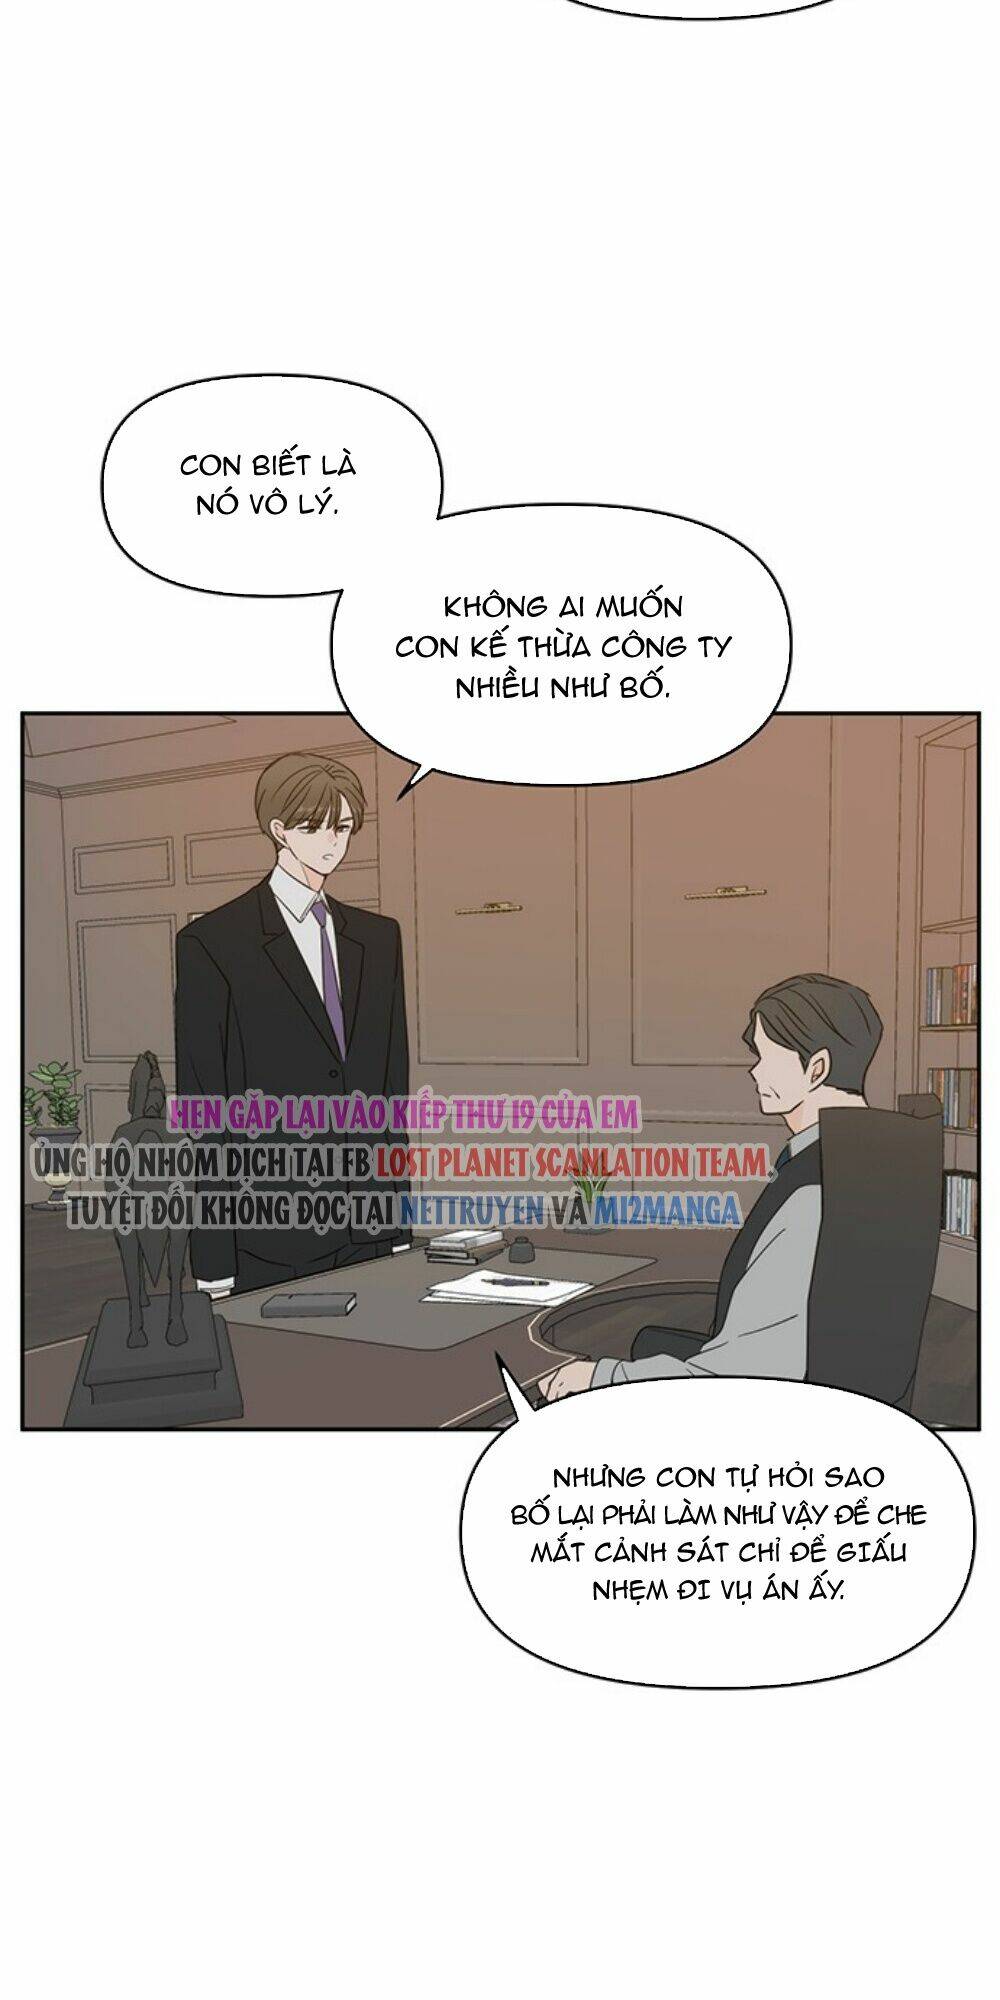 CON BIẾT LÀ
NÓ VÔ LÝ.
KHÔNG AI MUỐN
CON KẾ THỪA CÔNG TY
NHIỀU NHƯ BỐ.
HẸN GẶP LẠI VÀO KIẾP THỨ 19 CỦA EM
ỦNG HỘ NHÓM DỊCH TẠI FB LOST PLANET SCANLATION TEAM.
TUYỆT ĐỐI KHÔNG ĐỌC TẠI NETTRUYEN VÀ MI2MANGA
NHƯNG CON TỰ HỎI SAO
BỐ LẠI PHẢI LÀM NHƯ VẬY ĐỂ CHE
MẮT CẢNH SÁT CHỈ ĐỂ GIẤU
NHẸM ĐI VỤ ÁN ẤY.